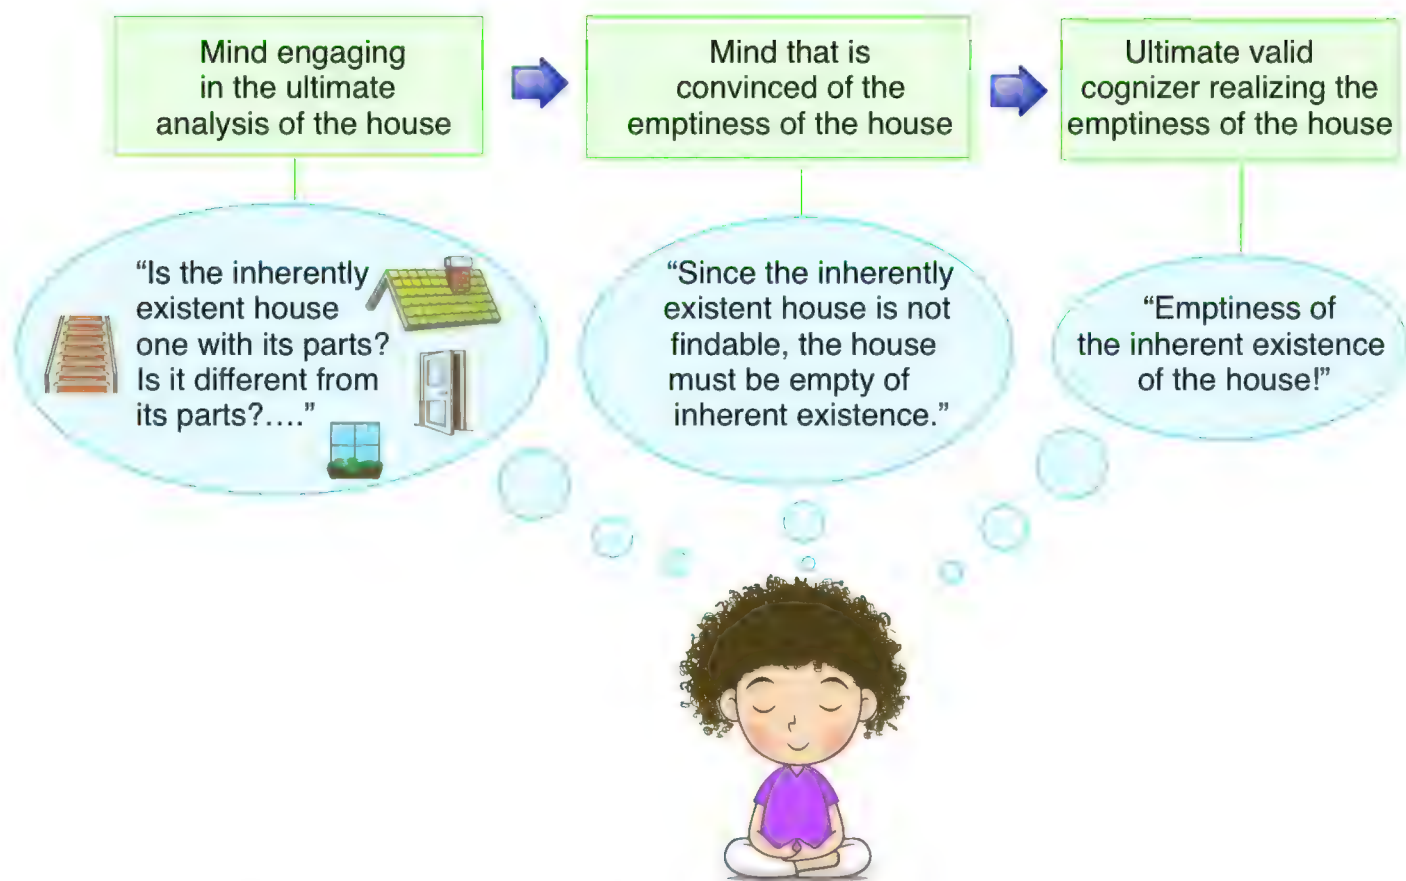 Mind engaging
in the ultimate
analysis of the house
Mind that is
convinced of the
emptiness of the house
Ultimate valid
cognizer realizing the
emptiness of the house
“Is the inherently
existent house
one with its parts?
Is it different from
its parts?….”
“Since the inherently
existent house is not
findable, the house
must be empty of
inherent existence.”
“Emptiness of
the inherent existence
of the house!”